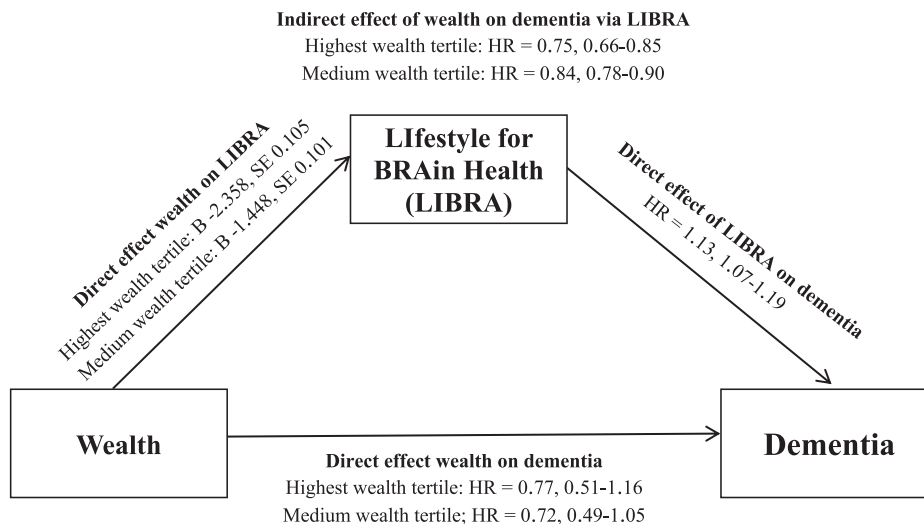 Indirect effect of wealth on dementia via LIBRA
Highest wealth tertile: HR = 0.75, 0.66-0.85
Medium wealth tertile: HR = 0.84, 0.78-0.90
Direct effect wealth on LIBRA
Highest wealth tertile: B -2.358, SE 0.105
Medium wealth tertile: B -1.448, SE 0.101
LIfestyle for
BRAin Health
(LIBRA)
Direct effect of LIBRA on dementia
HR = 1.13, 1.07-1.19
Wealth
Dementia
Direct effect wealth on dementia
Highest wealth tertile: HR = 0.77, 0.51-1.16
Medium wealth tertile; HR = 0.72, 0.49-1.05